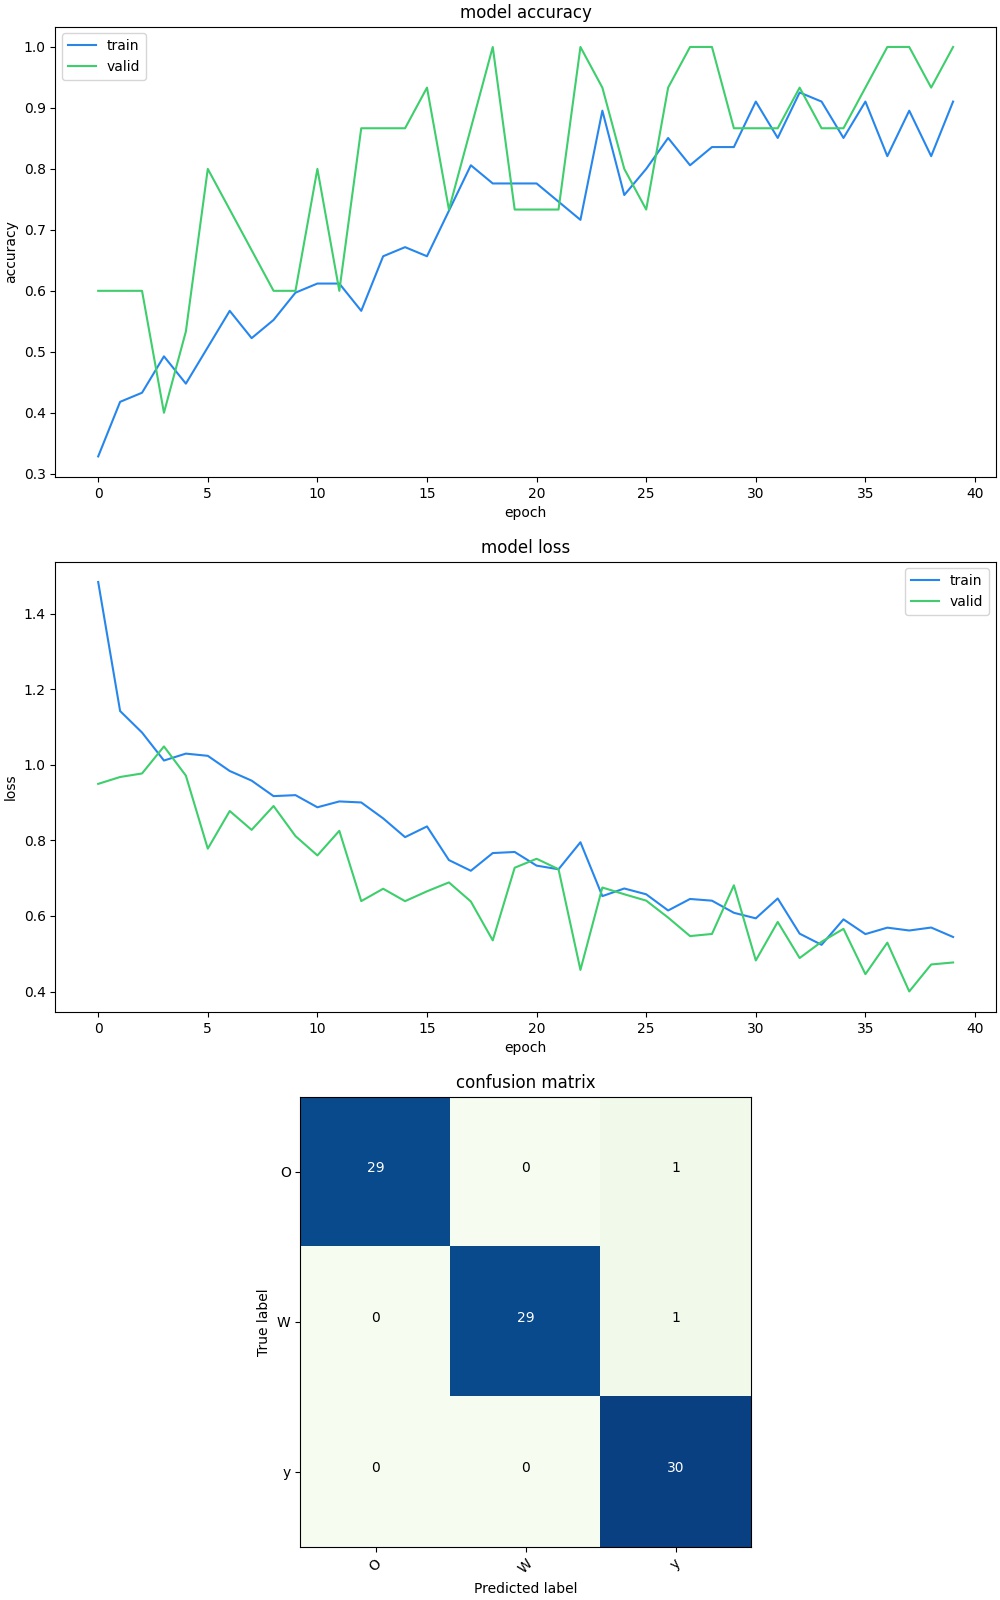 model accuracy
train
valid
1.0
0.9
0.8
0.7
0.6
0.5
0.4
0.3
accuracy
0 5 10 15 20 25 30 35 40
epoch
model loss
train
valid
1.4
1.2
1.0
0.8
0.6
0.4
loss
0 5 10 15 20 25 30 35 40
epoch
confusion matrix
O 29 0 1
W 0 29 1
y 0 0 30
True label
O W y
Predicted label